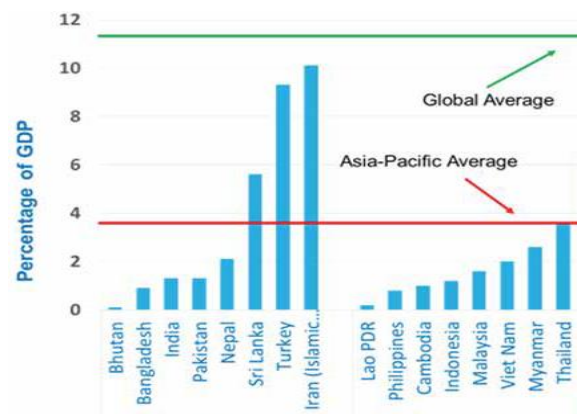 12
10
8
6
4
2
0
Percentage of GDP
Global Average
Asia-Pacific Average
Bhutan
Bangladesh
India
Pakistan
Nepal
Sri Lanka
Turkey
Iran (Islamic...
Lao PDR
Philippines
Cambodia
Indonesia
Malaysia
Viet Nam
Myanmar
Thailand